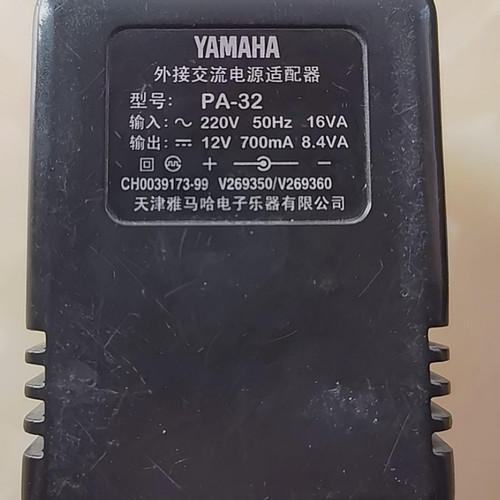 YAMAHA
外接交流电源适配器
型号: PA-32
输入: ～ 220V 50Hz 16VA
输出: ⎓ 12V 700mA 8.4VA
+ −
CH0039173-99 V269350/V269360
天津雅马哈电子乐器有限公司